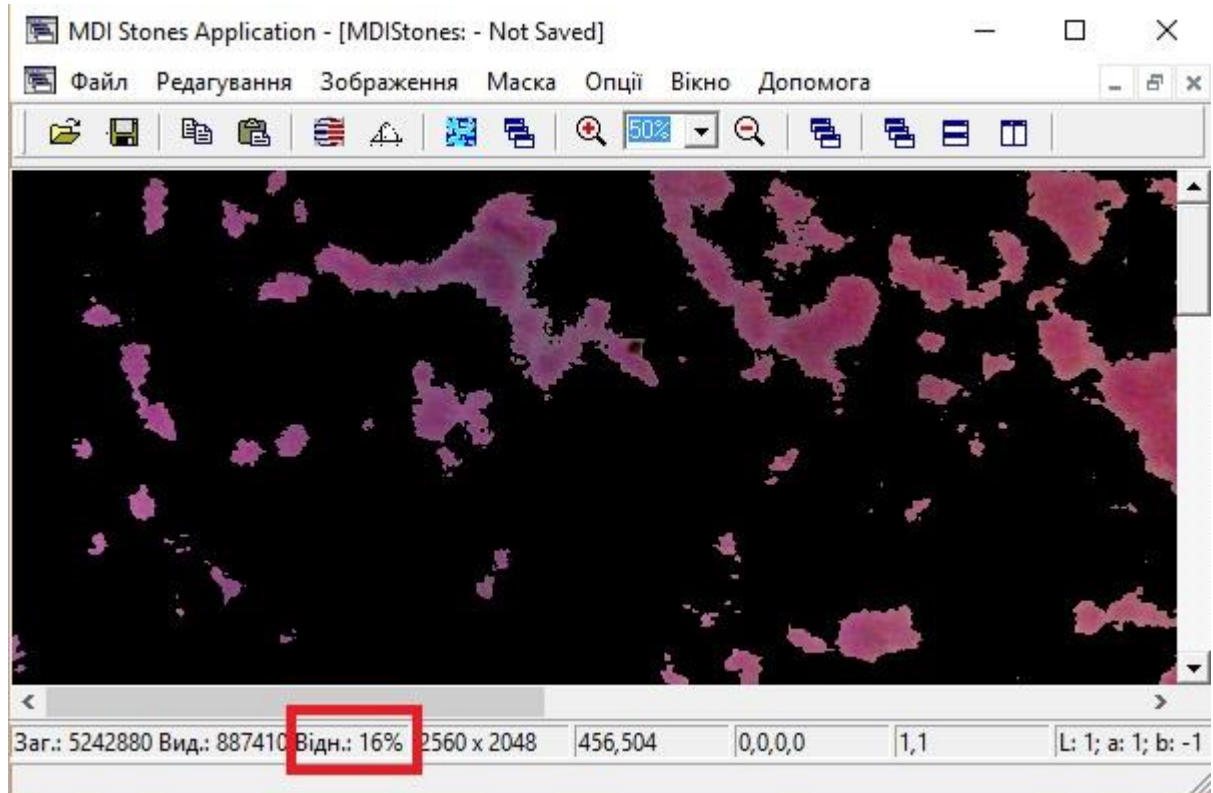 MDI Stones Application - [MDIStones: - Not Saved]
Файл Редагування Зображення Маска Опції Вікно Допомога
50%
Заг.: 5242880 Вид.: 887410 Відн.: 16% 2560 x 2048 456,504 0,0,0,0 1,1 L: 1; a: 1; b: -1